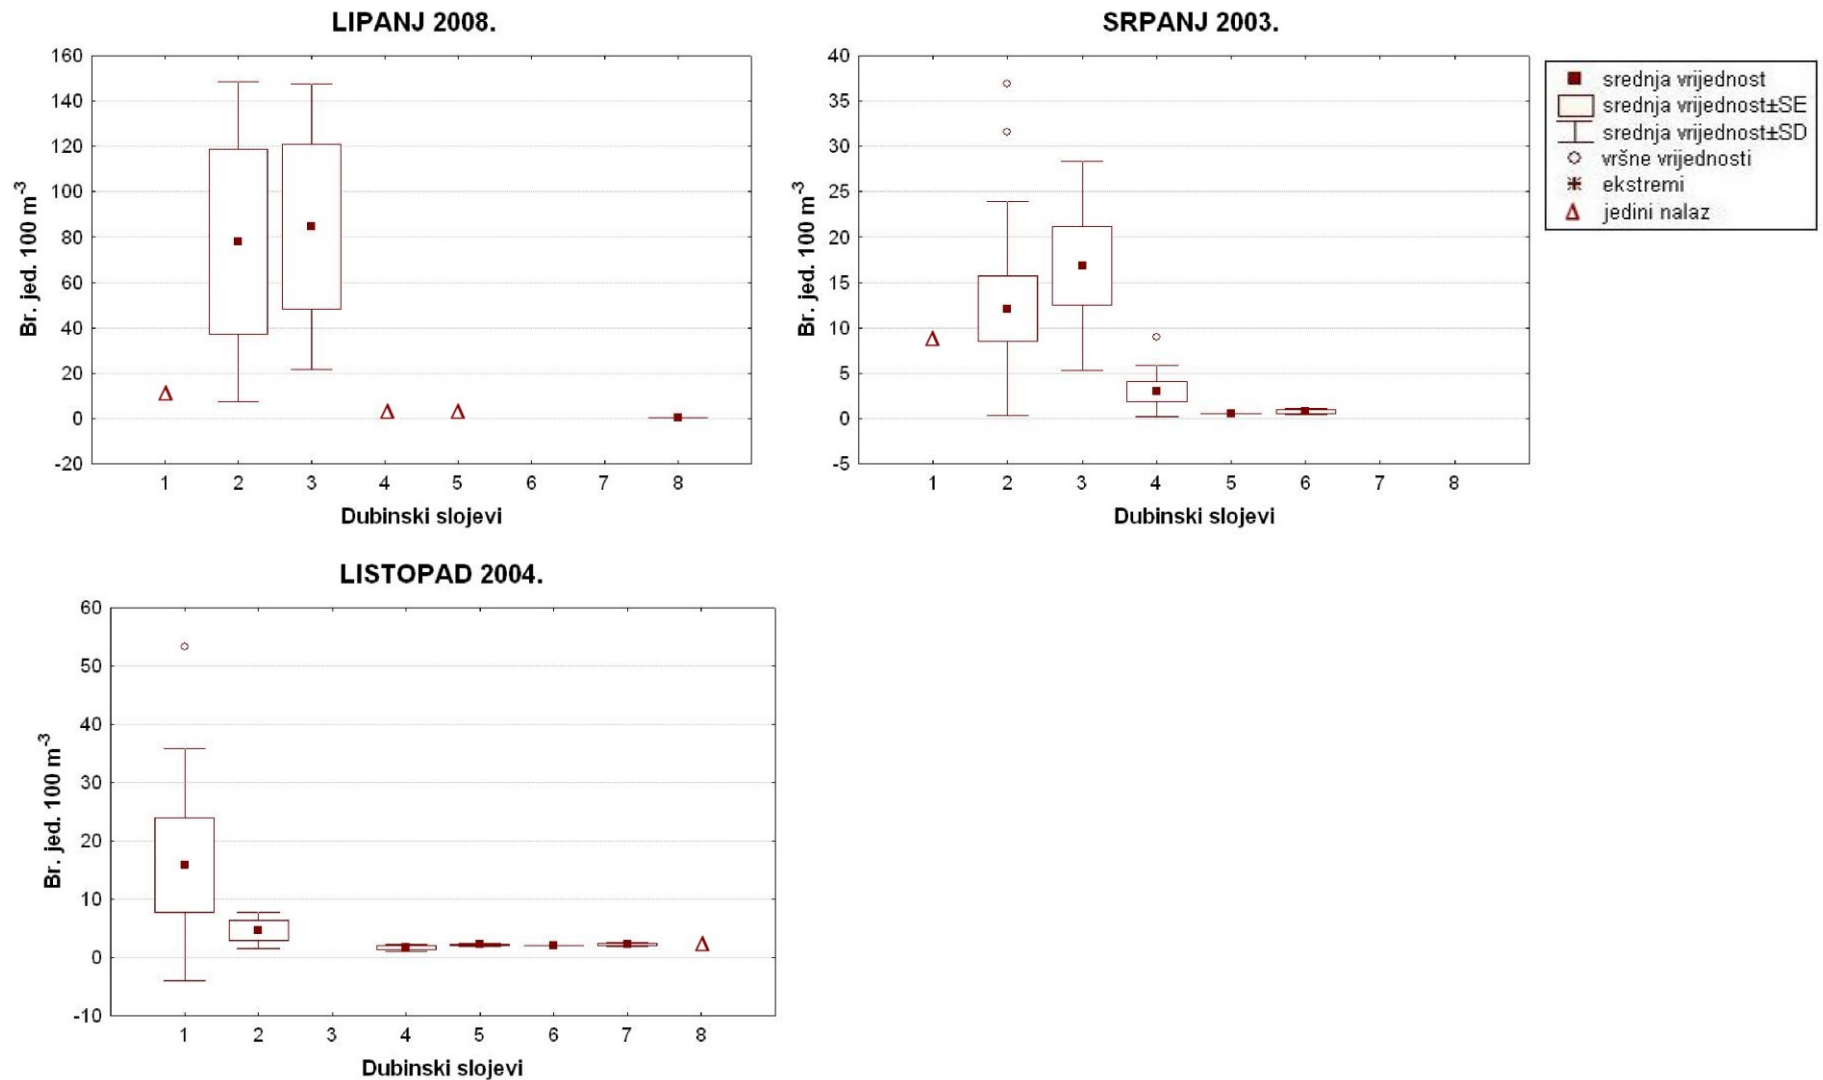 LIPANJ 2008.
160
140
120
100
80
60
40
20
0
-20
Br. jed. 100 m⁻³
1 2 3 4 5 6 7 8
Dubinski slojevi
SRPANJ 2003.
40
35
30
25
20
15
10
5
0
-5
Br. jed. 100 m⁻³
1 2 3 4 5 6 7 8
Dubinski slojevi
srednja vrijednost
srednja vrijednost±SE
srednja vrijednost±SD
vršne vrijednosti
ekstremi
jedini nalaz
LISTOPAD 2004.
60
50
40
30
20
10
0
-10
Br. jed. 100 m⁻³
1 2 3 4 5 6 7 8
Dubinski slojevi